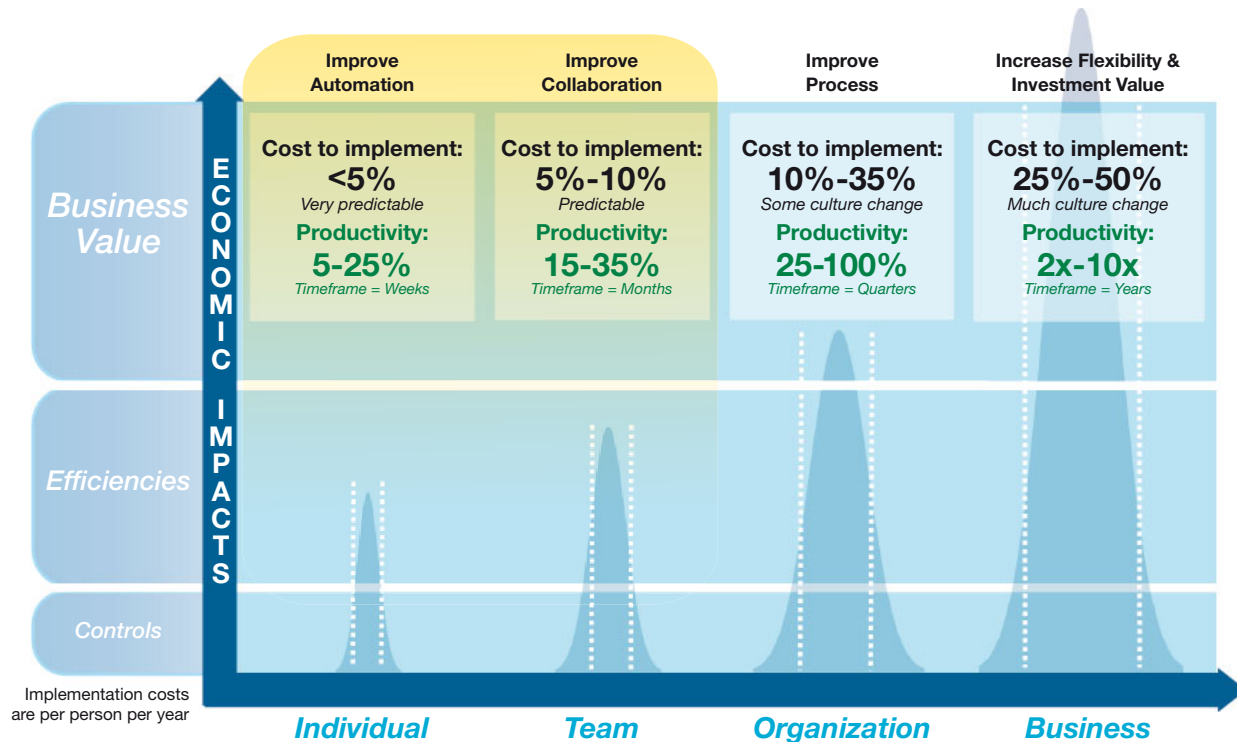 Improve
Automation
Improve
Collaboration
Improve
Process
Increase Flexibility &
Investment Value
Business
Value
Efficiencies
Controls
ECONOMIC IMPACTS
Cost to implement:
<5%
Very predictable
Productivity:
5-25%
Timeframe = Weeks
Cost to implement:
5%-10%
Predictable
Productivity:
15-35%
Timeframe = Months
Cost to implement:
10%-35%
Some culture change
Productivity:
25-100%
Timeframe = Quarters
Cost to implement:
25%-50%
Much culture change
Productivity:
2x-10x
Timeframe = Years
Implementation costs
are per person per year
Individual
Team
Organization
Business